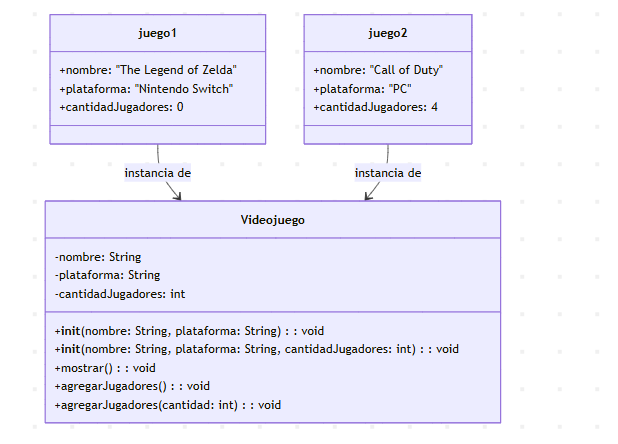 juego1
+nombre: "The Legend of Zelda"
+plataforma: "Nintendo Switch"
+cantidadJugadores: 0
juego2
+nombre: "Call of Duty"
+plataforma: "PC"
+cantidadJugadores: 4
instancia de
instancia de
Videojuego
-nombre: String
-plataforma: String
-cantidadJugadores: int
+init(nombre: String, plataforma: String) : : void
+init(nombre: String, plataforma: String, cantidadJugadores: int) : : void
+mostrar() : : void
+agregarJugadores() : : void
+agregarJugadores(cantidad: int) : : void